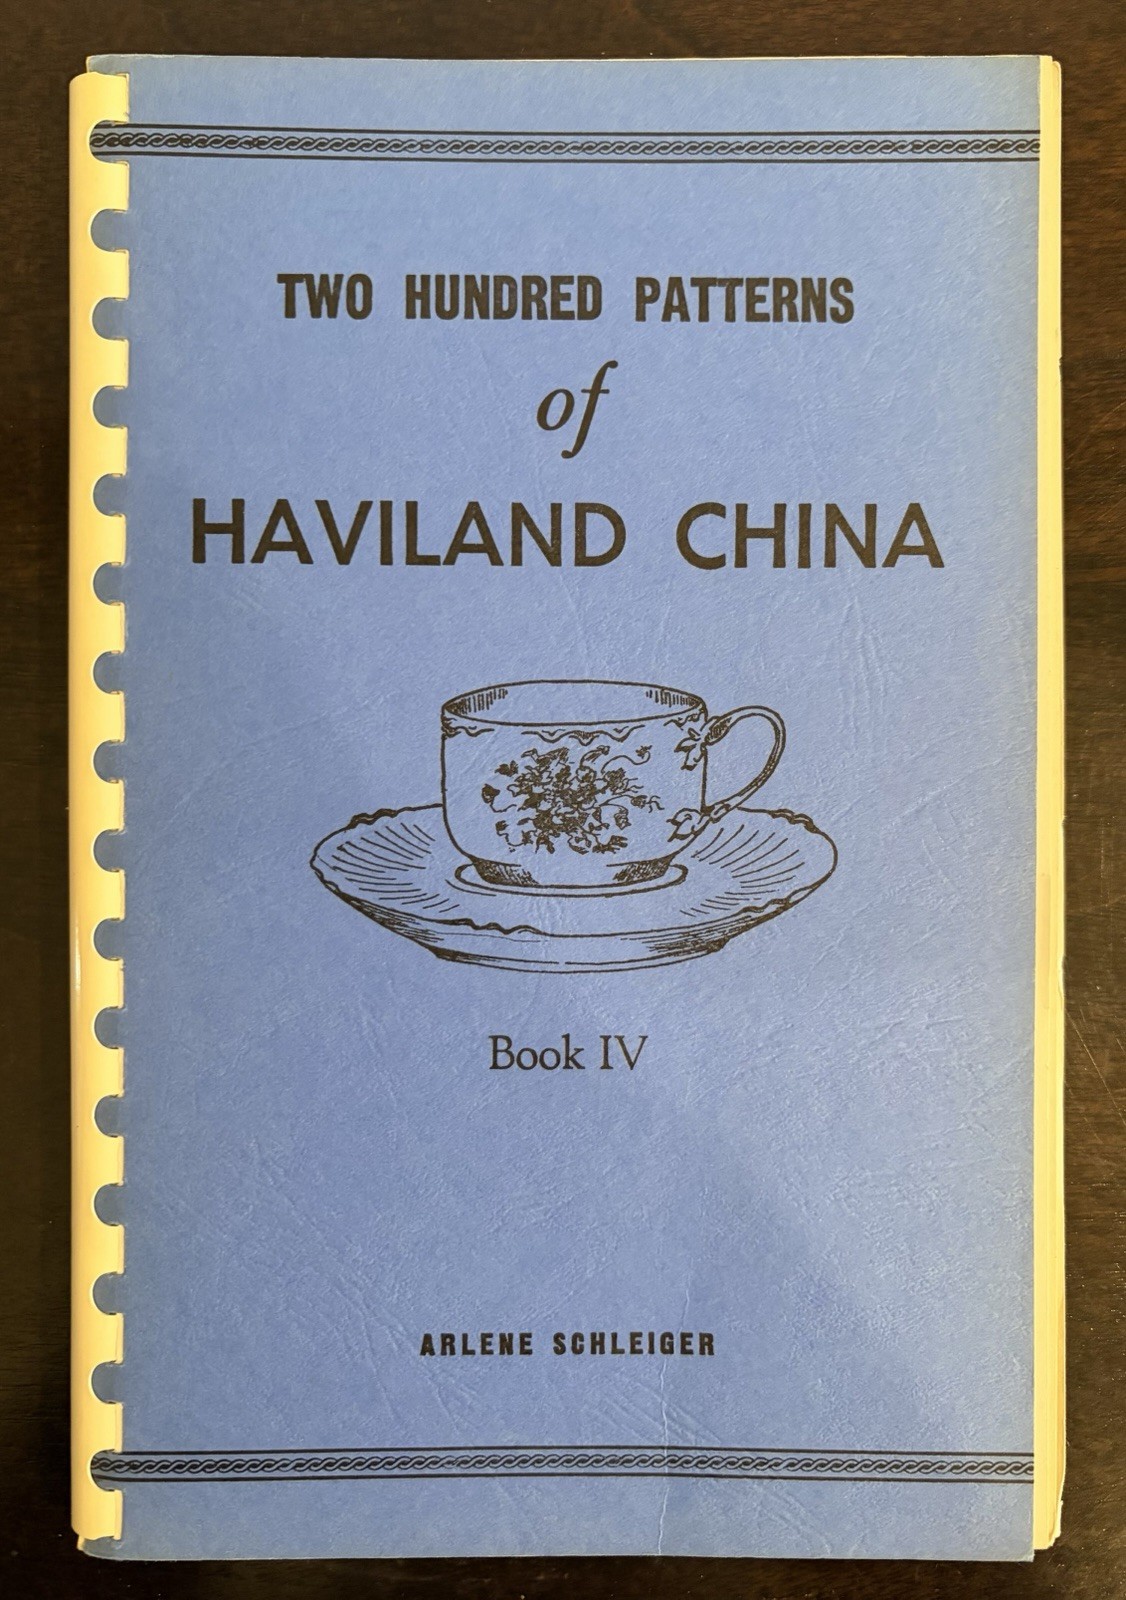 TWO HUNDRED PATTERNS
of
HAVILAND CHINA
Book IV
ARLENE SCHLEIGER